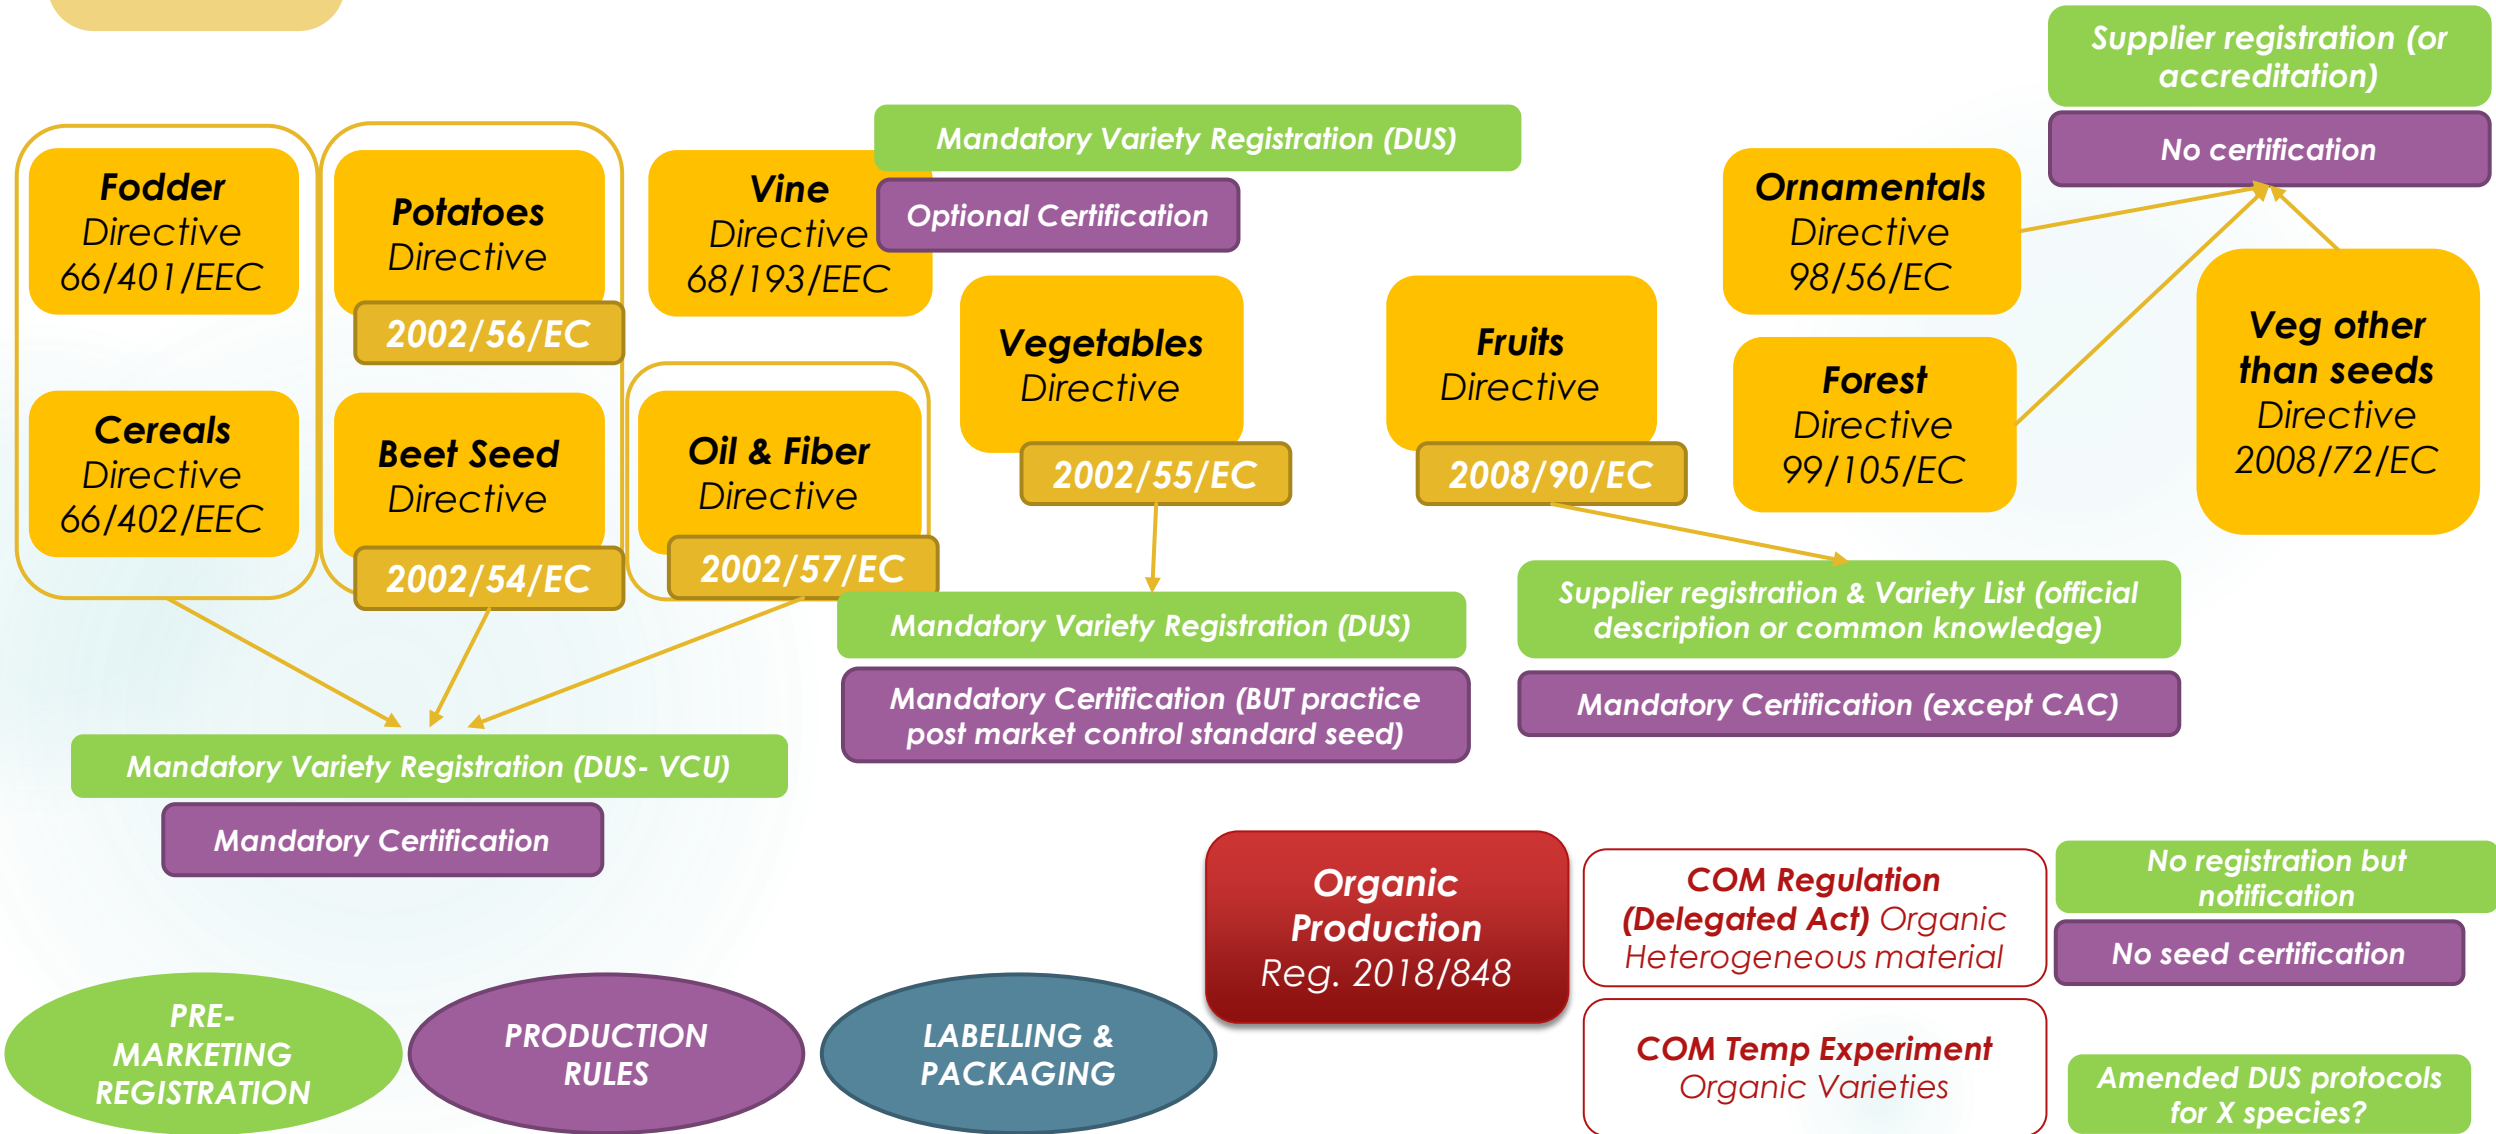 Supplier registration (or
accreditation)
No certification
Mandatory Variety Registration (DUS)
Optional Certification
Fodder
Directive
66/401/EEC
Potatoes
Directive
2002/56/EC
Vine
Directive
68/193/EEC
Ornamentals
Directive
98/56/EC
Vegetables
Directive
2002/55/EC
Fruits
Directive
2008/90/EC
Forest
Directive
99/105/EC
Veg other
than seeds
Directive
2008/72/EC
Cereals
Directive
66/402/EEC
Beet Seed
Directive
2002/54/EC
Oil & Fiber
Directive
2002/57/EC
Mandatory Variety Registration (DUS)
Mandatory Certification (BUT practice
post market control standard seed)
Supplier registration & Variety List (official
description or common knowledge)
Mandatory Certification (except CAC)
Mandatory Variety Registration (DUS- VCU)
Mandatory Certification
Organic
Production
Reg. 2018/848
COM Regulation
(Delegated Act) Organic
Heterogeneous material
No registration but
notification
No seed certification
COM Temp Experiment
Organic Varieties
Amended DUS protocols
for X species?
PRE-
MARKETING
REGISTRATION
PRODUCTION
RULES
LABELLING &
PACKAGING